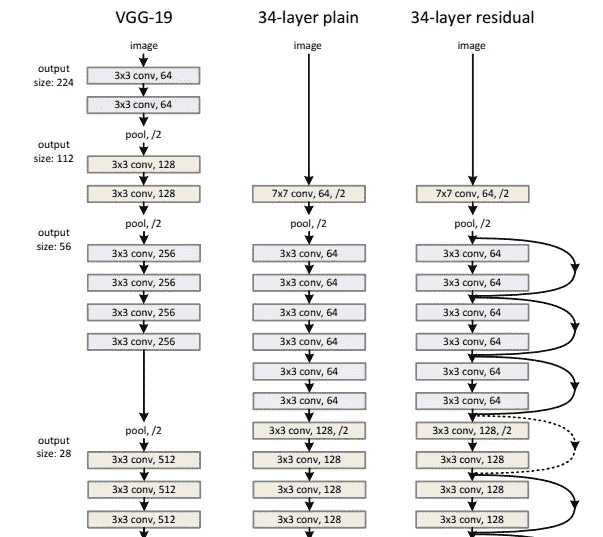 VGG-19
34-layer plain
34-layer residual
image
image
image
output
size: 224
3x3 conv, 64
3x3 conv, 64
pool, /2
output
size: 112
3x3 conv, 128
3x3 conv, 128
7x7 conv, 64, /2
7x7 conv, 64, /2
pool, /2
pool, /2
pool, /2
output
size: 56
3x3 conv, 256
3x3 conv, 64
3x3 conv, 64
3x3 conv, 256
3x3 conv, 64
3x3 conv, 64
3x3 conv, 256
3x3 conv, 64
3x3 conv, 64
3x3 conv, 256
3x3 conv, 64
3x3 conv, 64
3x3 conv, 64
3x3 conv, 64
3x3 conv, 64
3x3 conv, 64
pool, /2
3x3 conv, 128, /2
3x3 conv, 128, /2
output
size: 28
3x3 conv, 512
3x3 conv, 128
3x3 conv, 128
3x3 conv, 512
3x3 conv, 128
3x3 conv, 128
3x3 conv, 512
3x3 conv, 128
3x3 conv, 128